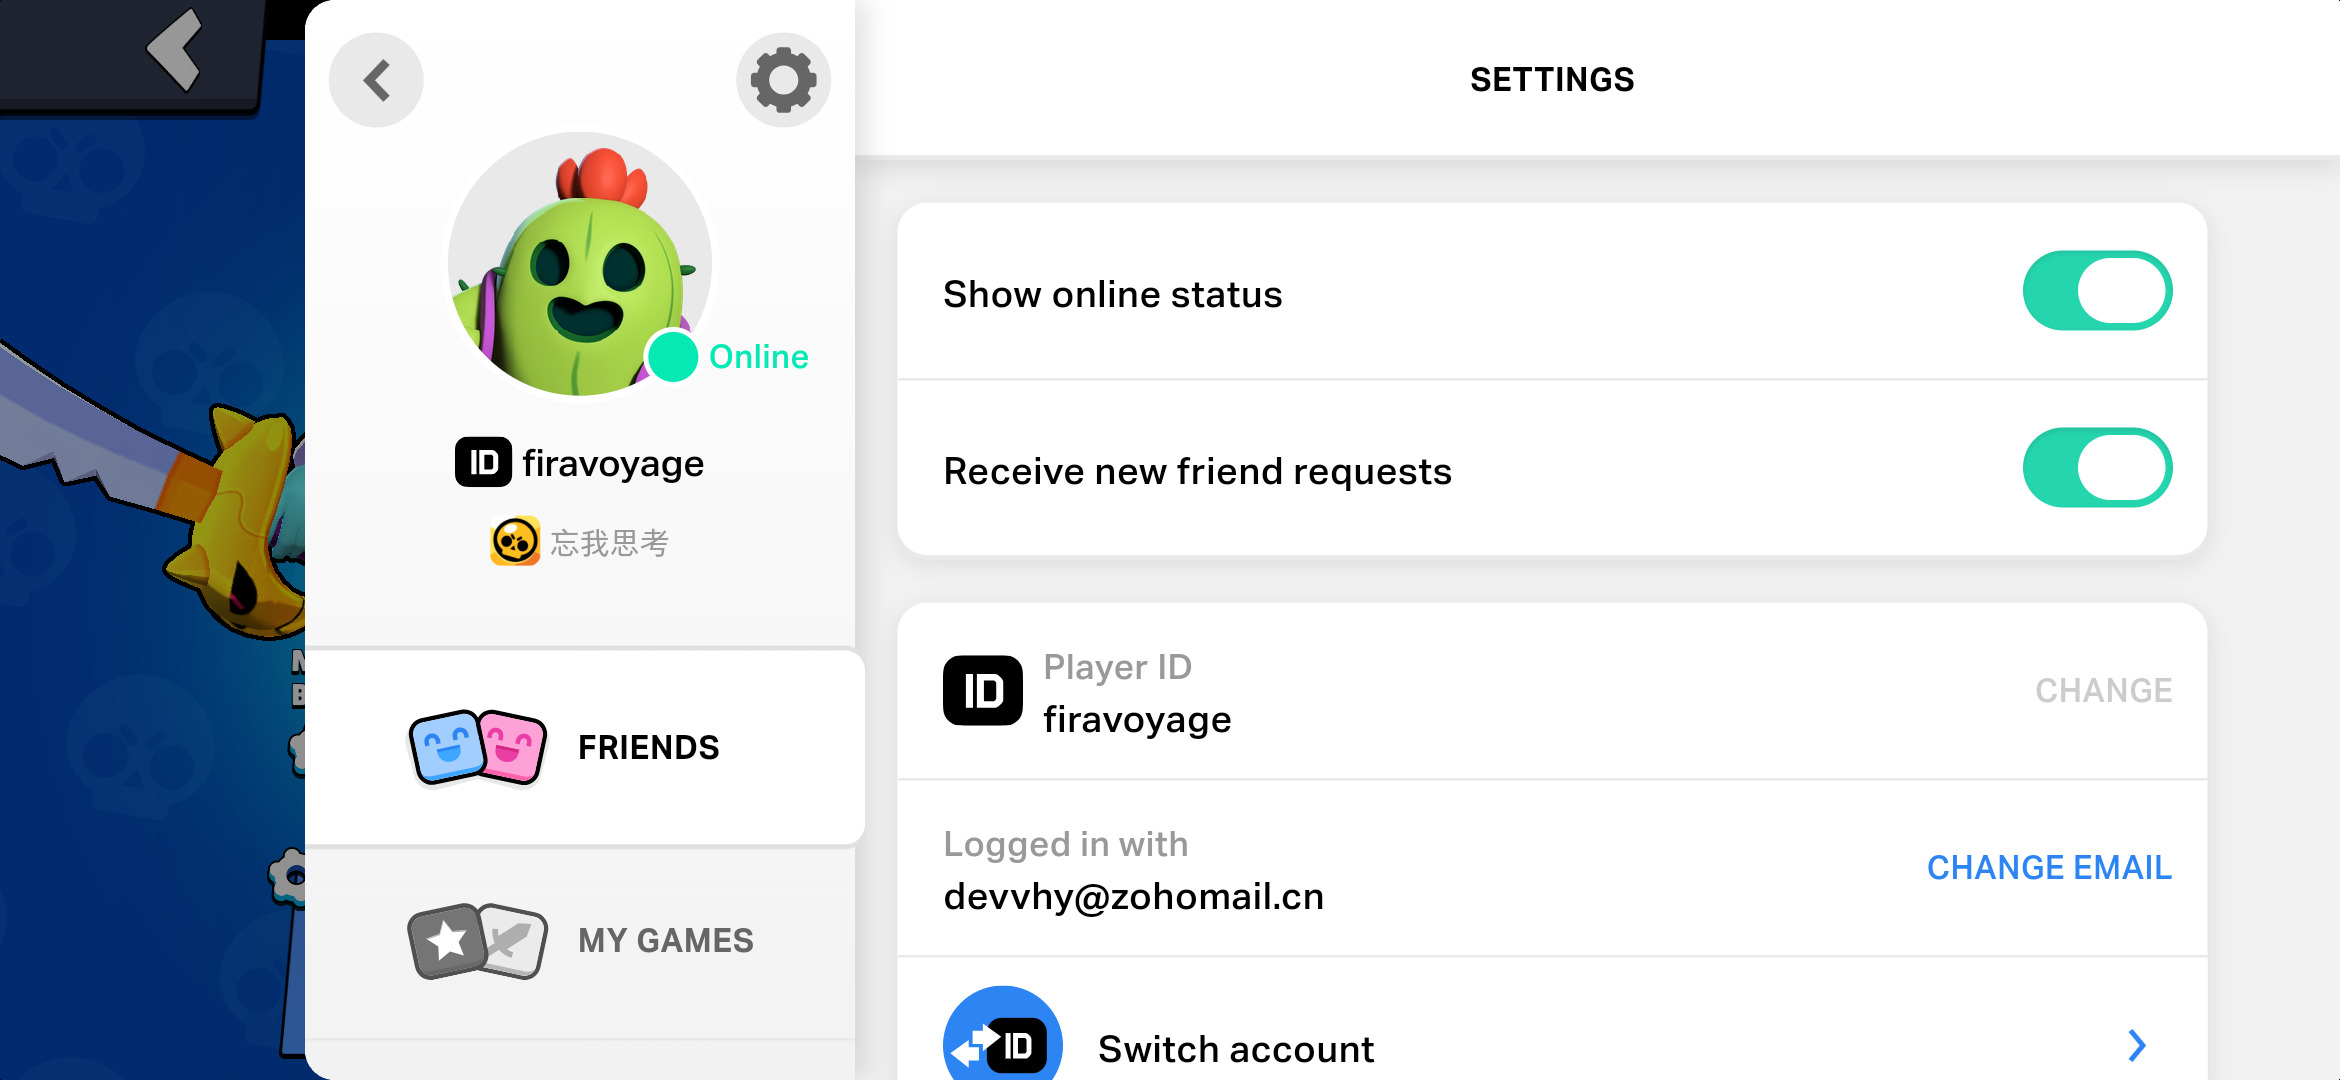 SETTINGS
Online
ID firavoyage
忘我思考
FRIENDS
MY GAMES
Show online status
Receive new friend requests
ID
Player ID
firavoyage
CHANGE
Logged in with
devvhy@zohomail.cn
CHANGE EMAIL
ID
Switch account